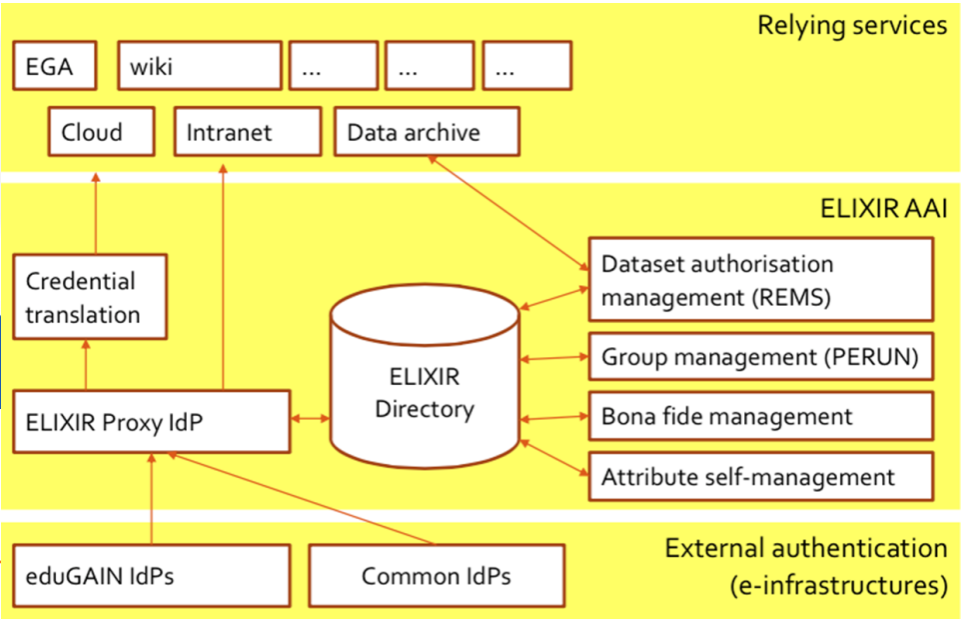 Relying services
EGA
wiki
...
...
...
Cloud
Intranet
Data archive
ELIXIR AAI
Credential
translation
Dataset authorisation
management (REMS)
Group management (PERUN)
ELIXIR
Directory
Bona fide management
ELIXIR Proxy IdP
Attribute self-management
External authentication
(e-infrastructures)
eduGAIN IdPs
Common IdPs